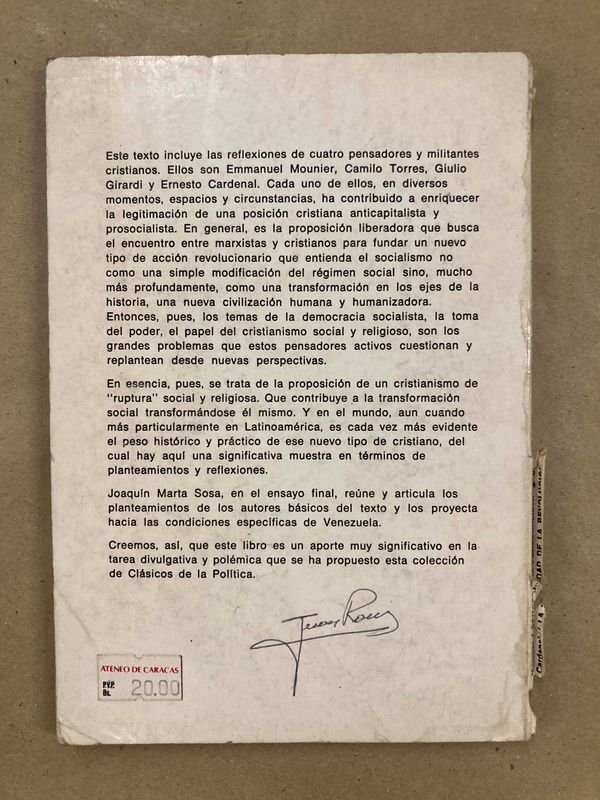 Este texto incluye las reflexiones de cuatro pensadores y militantes
cristianos. Ellos son Emmanuel Mounier, Camilo Torres, Giulio
Girardi y Ernesto Cardenal. Cada uno de ellos, en diversos
momentos, espacios y circunstancias, ha contribuido a enriquecer
la legitimación de una posición cristiana anticapitalista y
prosocialista. En general, es la proposición liberadora que busca
el encuentro entre marxistas y cristianos para fundar un nuevo
tipo de acción revolucionario que entienda el socialismo no
como una simple modificación del régimen social sino, mucho
más profundamente, como una transformación en los ejes de la
historia, una nueva civilización humana y humanizadora.
Entonces, pues, los temas de la democracia socialista, la toma
del poder, el papel del cristianismo social y religioso, son los
grandes problemas que estos pensadores activos cuestionan y
replantean desde nuevas perspectivas.
En esencia, pues, se trata de la proposición de un cristianismo de
"ruptura" social y religiosa. Que contribuye a la transformación
social transformándose él mismo. Y en el mundo, aun cuando
más particularmente en Latinoamérica, es cada vez más evidente
el peso histórico y práctico de ese nuevo tipo de cristiano, del
cual hay aquí una significativa muestra en términos de
planteamientos y reflexiones.
Joaquín Marta Sosa, en el ensayo final, reúne y articula los
planteamientos de los autores básicos del texto y los proyecta
hacia las condiciones específicas de Venezuela.
Creemos, así, que este libro es un aporte muy significativo en la
tarea divulgativa y polémica que se ha propuesto esta colección
de Clásicos de la Política.
Juan
ATENEO DE CARACAS
P.V.P.
Bs. 20.00
DAD DE LA